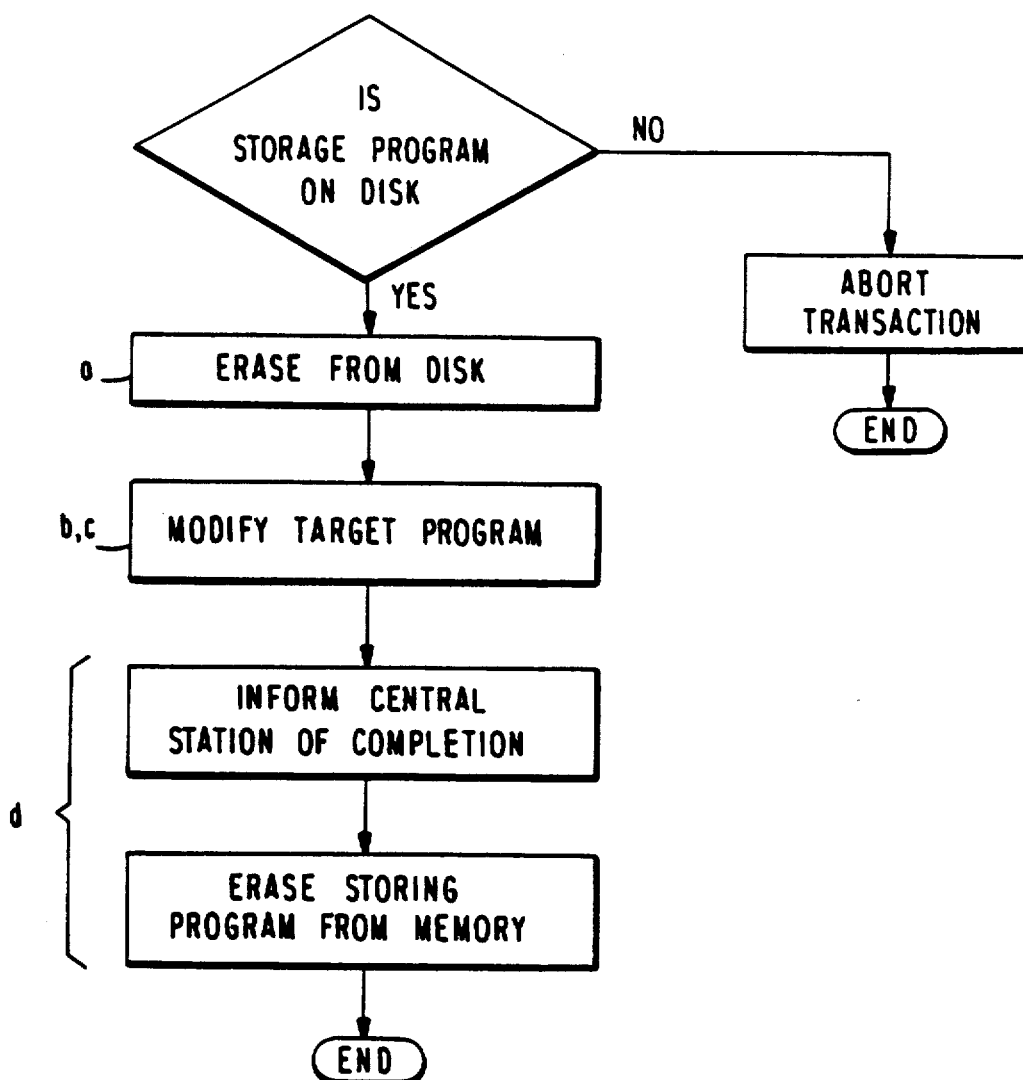 IS
STORAGE PROGRAM
ON DISK
NO
YES
ABORT
TRANSACTION
END
a
ERASE FROM DISK
b,c
MODIFY TARGET PROGRAM
d
INFORM CENTRAL
STATION OF COMPLETION
ERASE STORING
PROGRAM FROM MEMORY
END